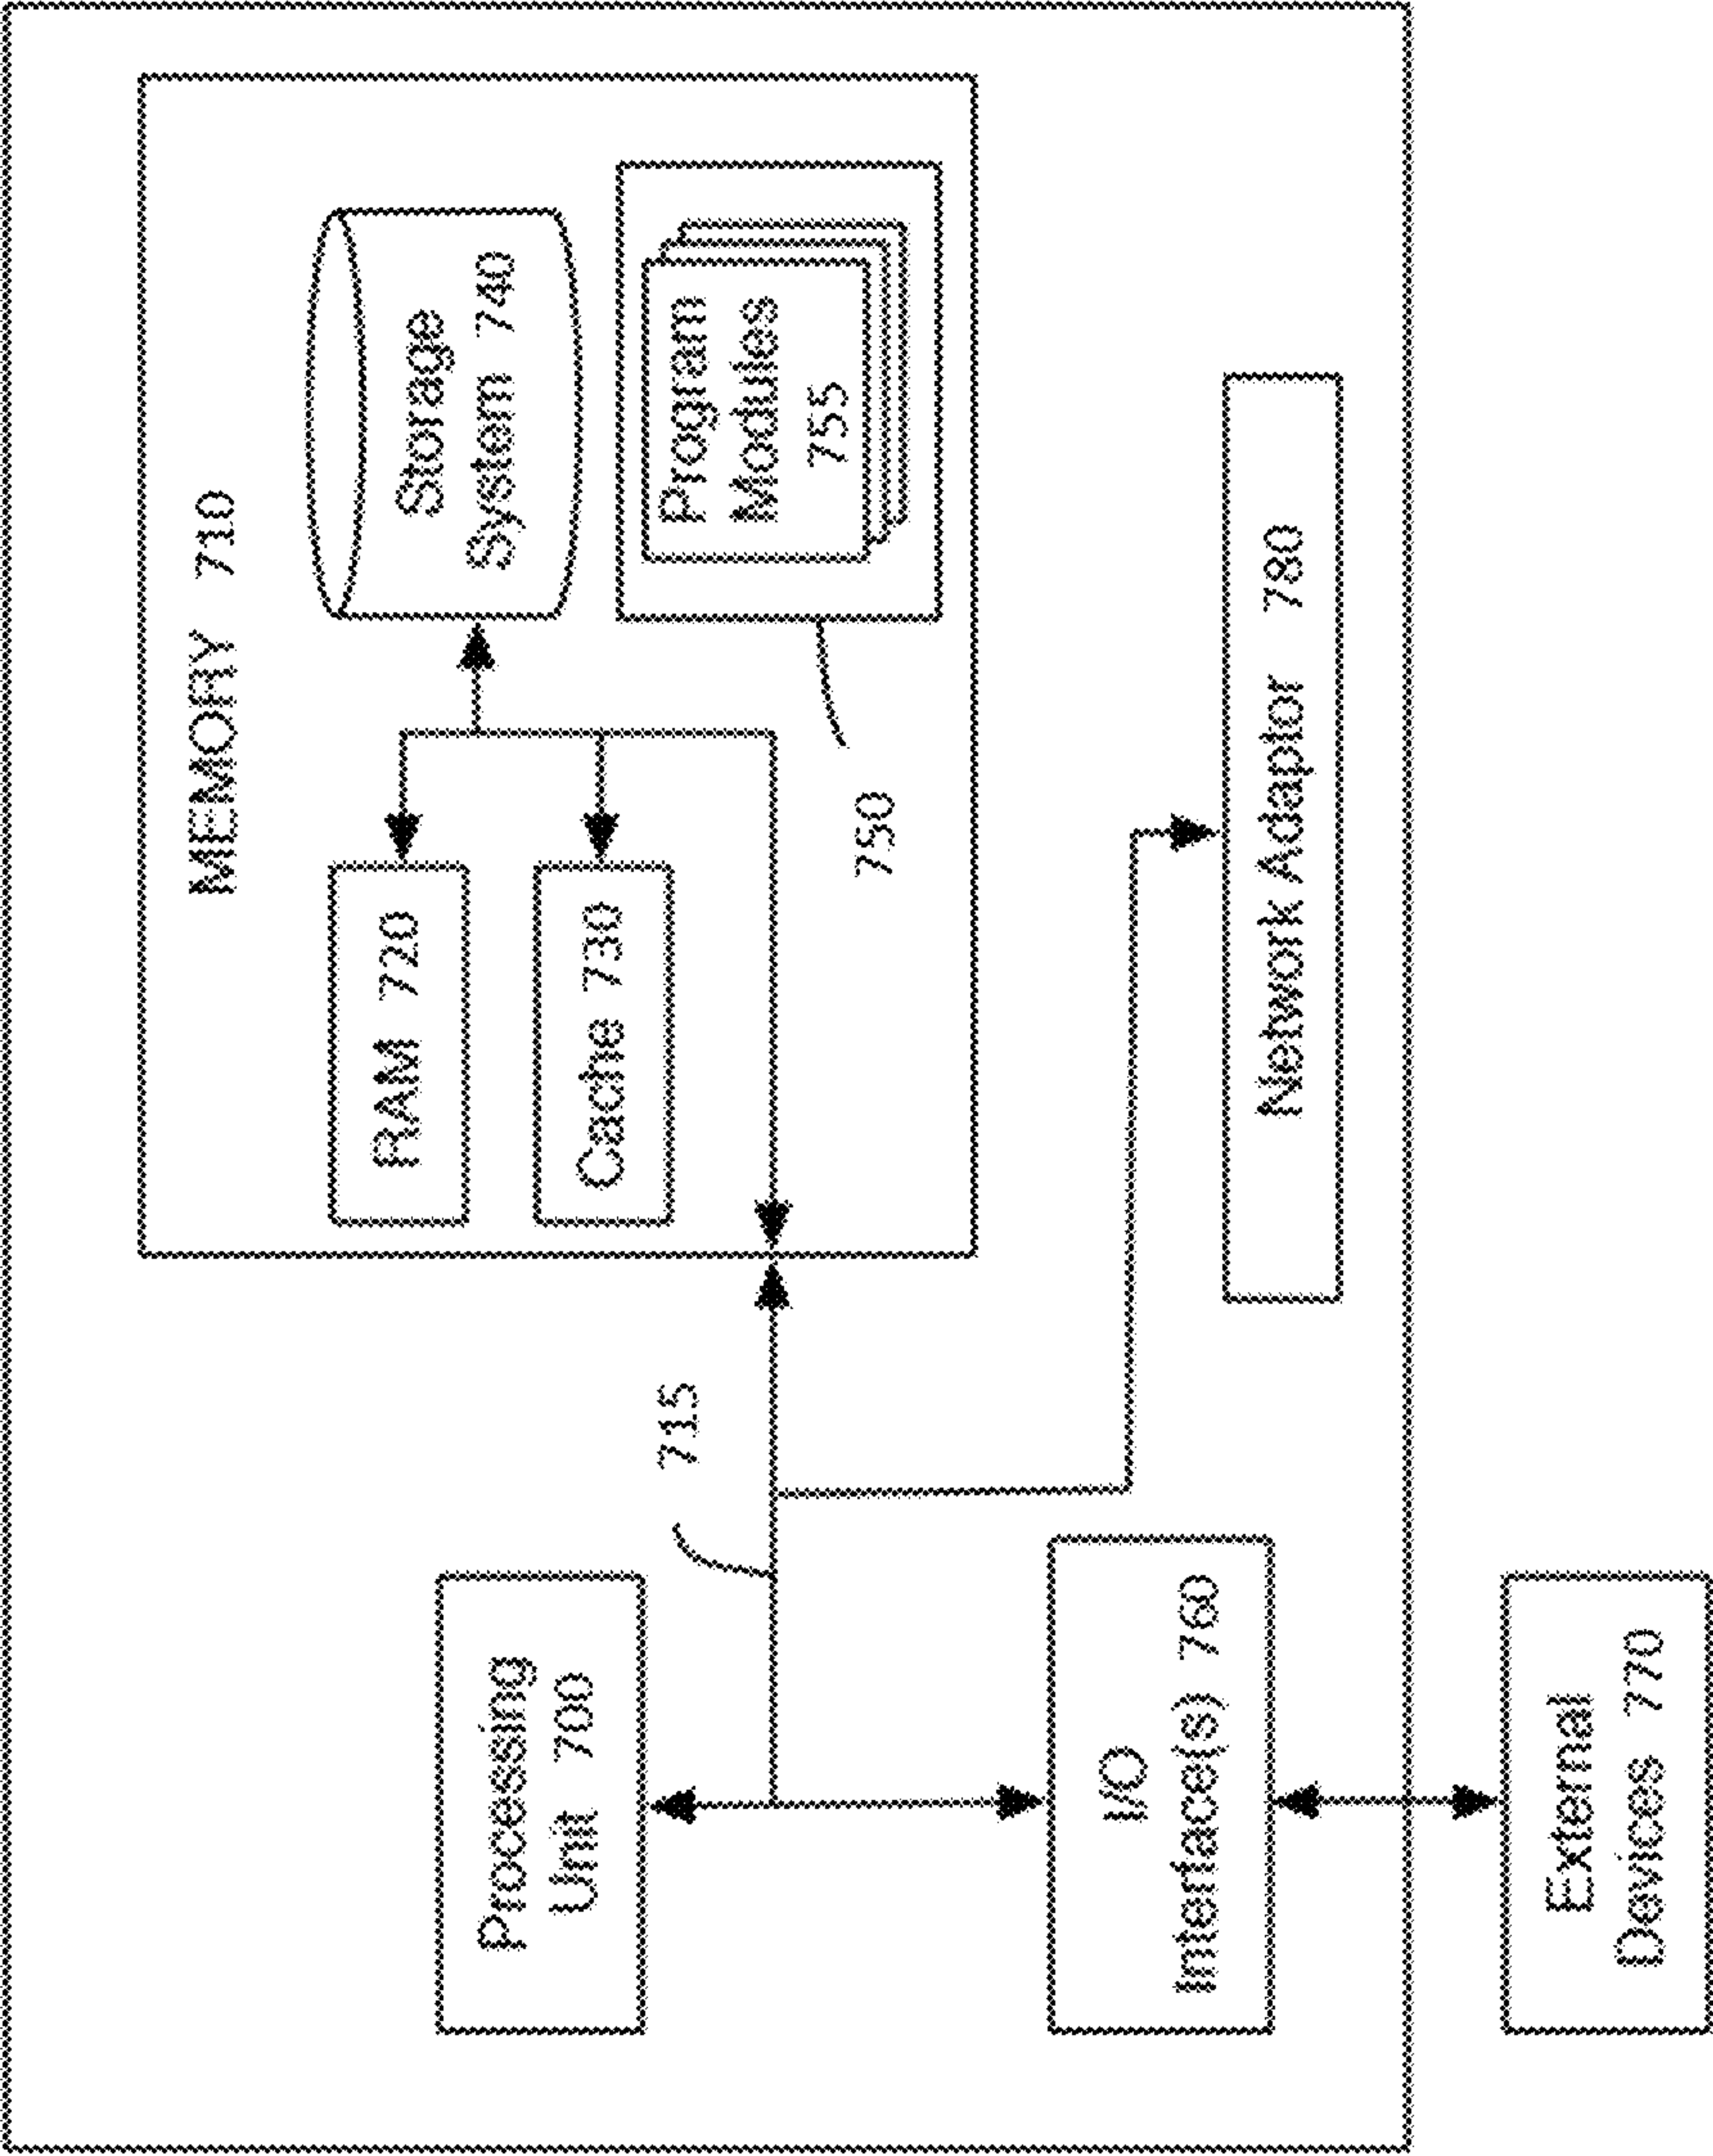 MEMORY 710
RAM 720
Storage
System 740
Cache 730
Program
Modules
755
750
715
Processing
Unit 700
I/O
Interface(s) 760
Network Adaptor 780
External
Devices 770